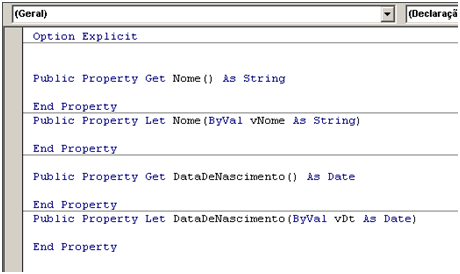 (Geral)
(Declaraçã
Option Explicit
Public Property Get Nome() As String
End Property
Public Property Let Nome(ByVal vNome As String)
End Property
Public Property Get DataDeNascimento() As Date
End Property
Public Property Let DataDeNascimento(ByVal vDt As Date)
End Property